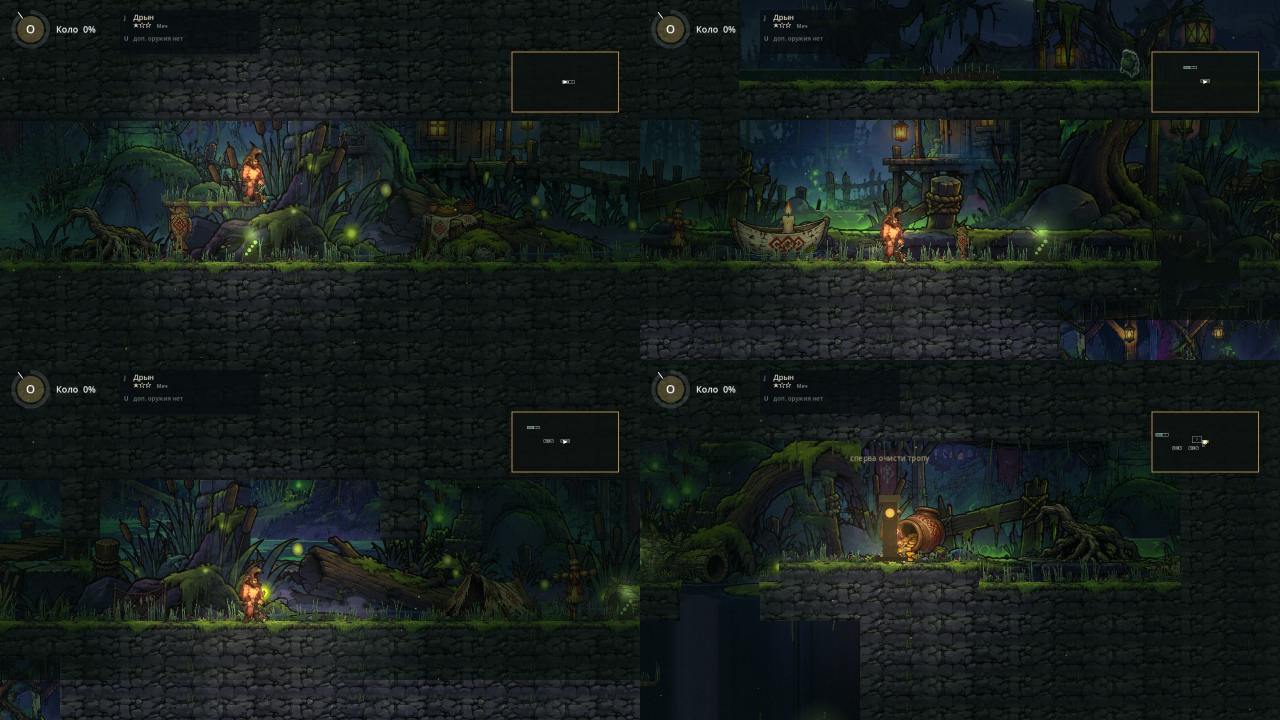 О
Коло 0%
J Дрын
★☆☆ Меч
U доп. оружия нет
О
Коло 0%
J Дрын
★☆☆ Меч
U доп. оружия нет
О
Коло 0%
J Дрын
★☆☆ Меч
U доп. оружия нет
О
Коло 0%
J Дрын
★☆☆ Меч
U доп. оружия нет
сперва очисти тропу